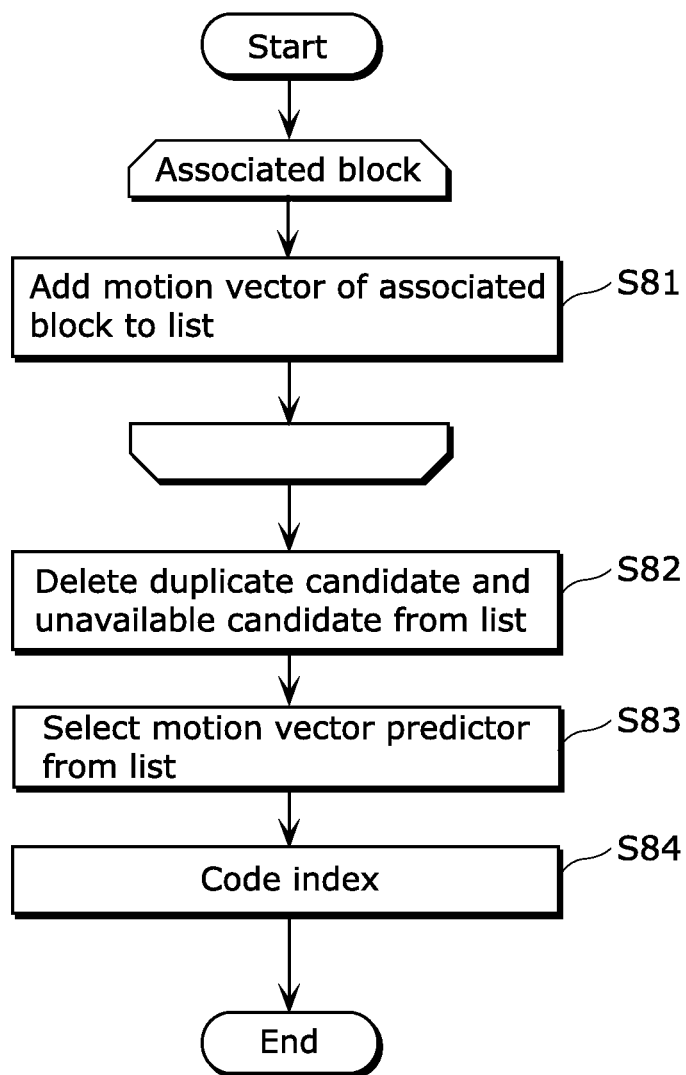 Start
Associated block
Add motion vector of associated
block to list
S81
Delete duplicate candidate and
unavailable candidate from list
S82
Select motion vector predictor
from list
S83
Code index
S84
End